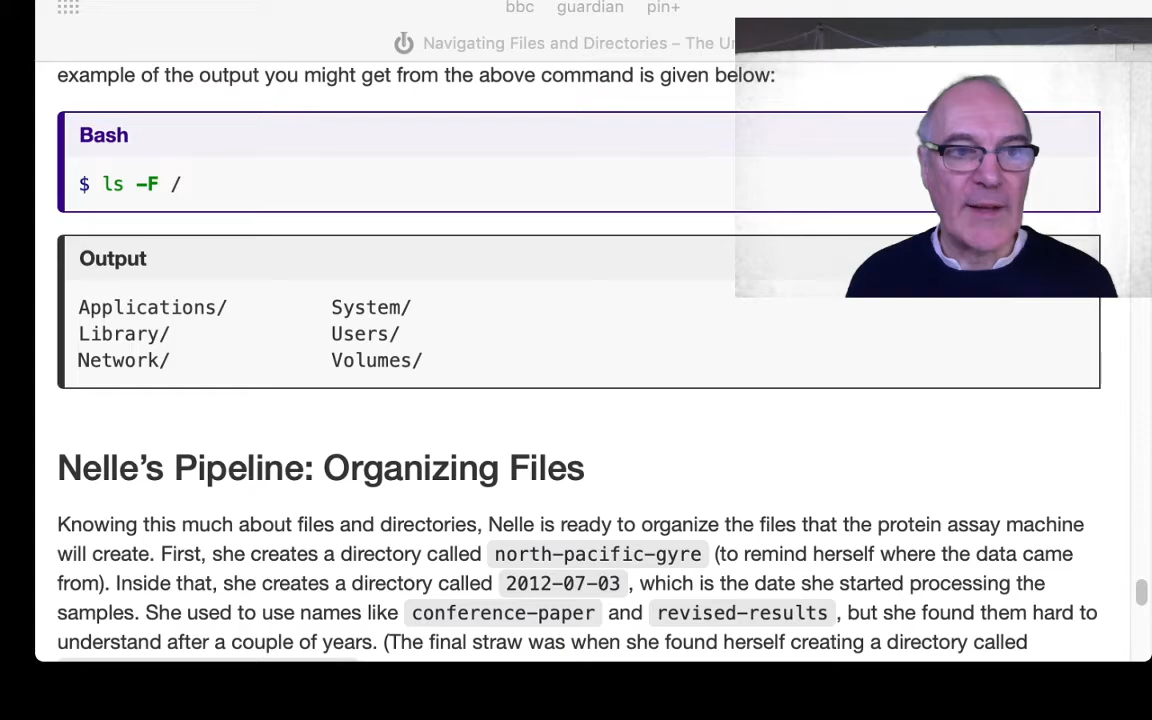 bbc guardian pin+
Navigating Files and Directories – The Un
example of the output you might get from the above command is given below:
Bash
$ ls -F /
Output
Applications/ System/
Library/ Users/
Network/ Volumes/
Nelle’s Pipeline: Organizing Files
Knowing this much about files and directories, Nelle is ready to organize the files that the protein assay machine
will create. First, she creates a directory called north-pacific-gyre (to remind herself where the data came
from). Inside that, she creates a directory called 2012-07-03, which is the date she started processing the
samples. She used to use names like conference-paper and revised-results, but she found them hard to
understand after a couple of years. (The final straw was when she found herself creating a directory called